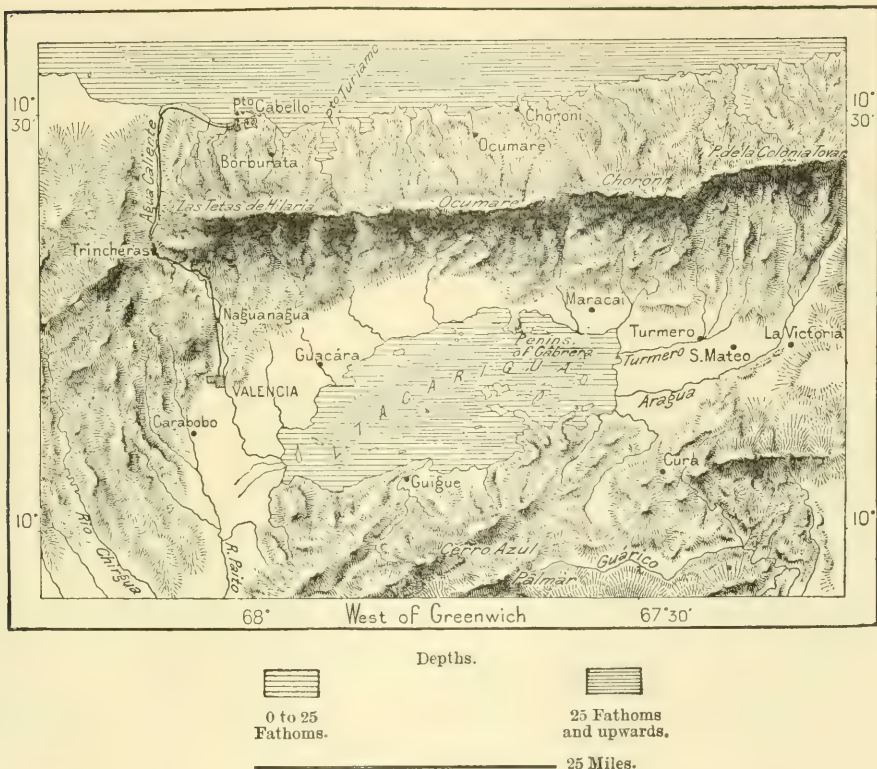 Pto Turiamo
10°
30′
Pto Cabello
Choroni
10°
30′
Ocumare
Borburata
P. de la Colonia Tovar
Agua Caliente
Choroni
Las Tetas de Hilaria
Ocumare
Trincheras
Maracai
Naguanagua
Turmero
La Victoria
Guacára
Penins.
of Cabrera
Turmero
S. Mateo
VALENCIA
Aragua
Carabobo
Cura
Guigue
10°
10°
Rio Chirgua
R. Paito
Cerro Azul
Guarico
Palmar
68°
West of Greenwich
67°30′
Depths.
0 to 25
Fathoms.
25 Fathoms
and upwards.
25 Miles.